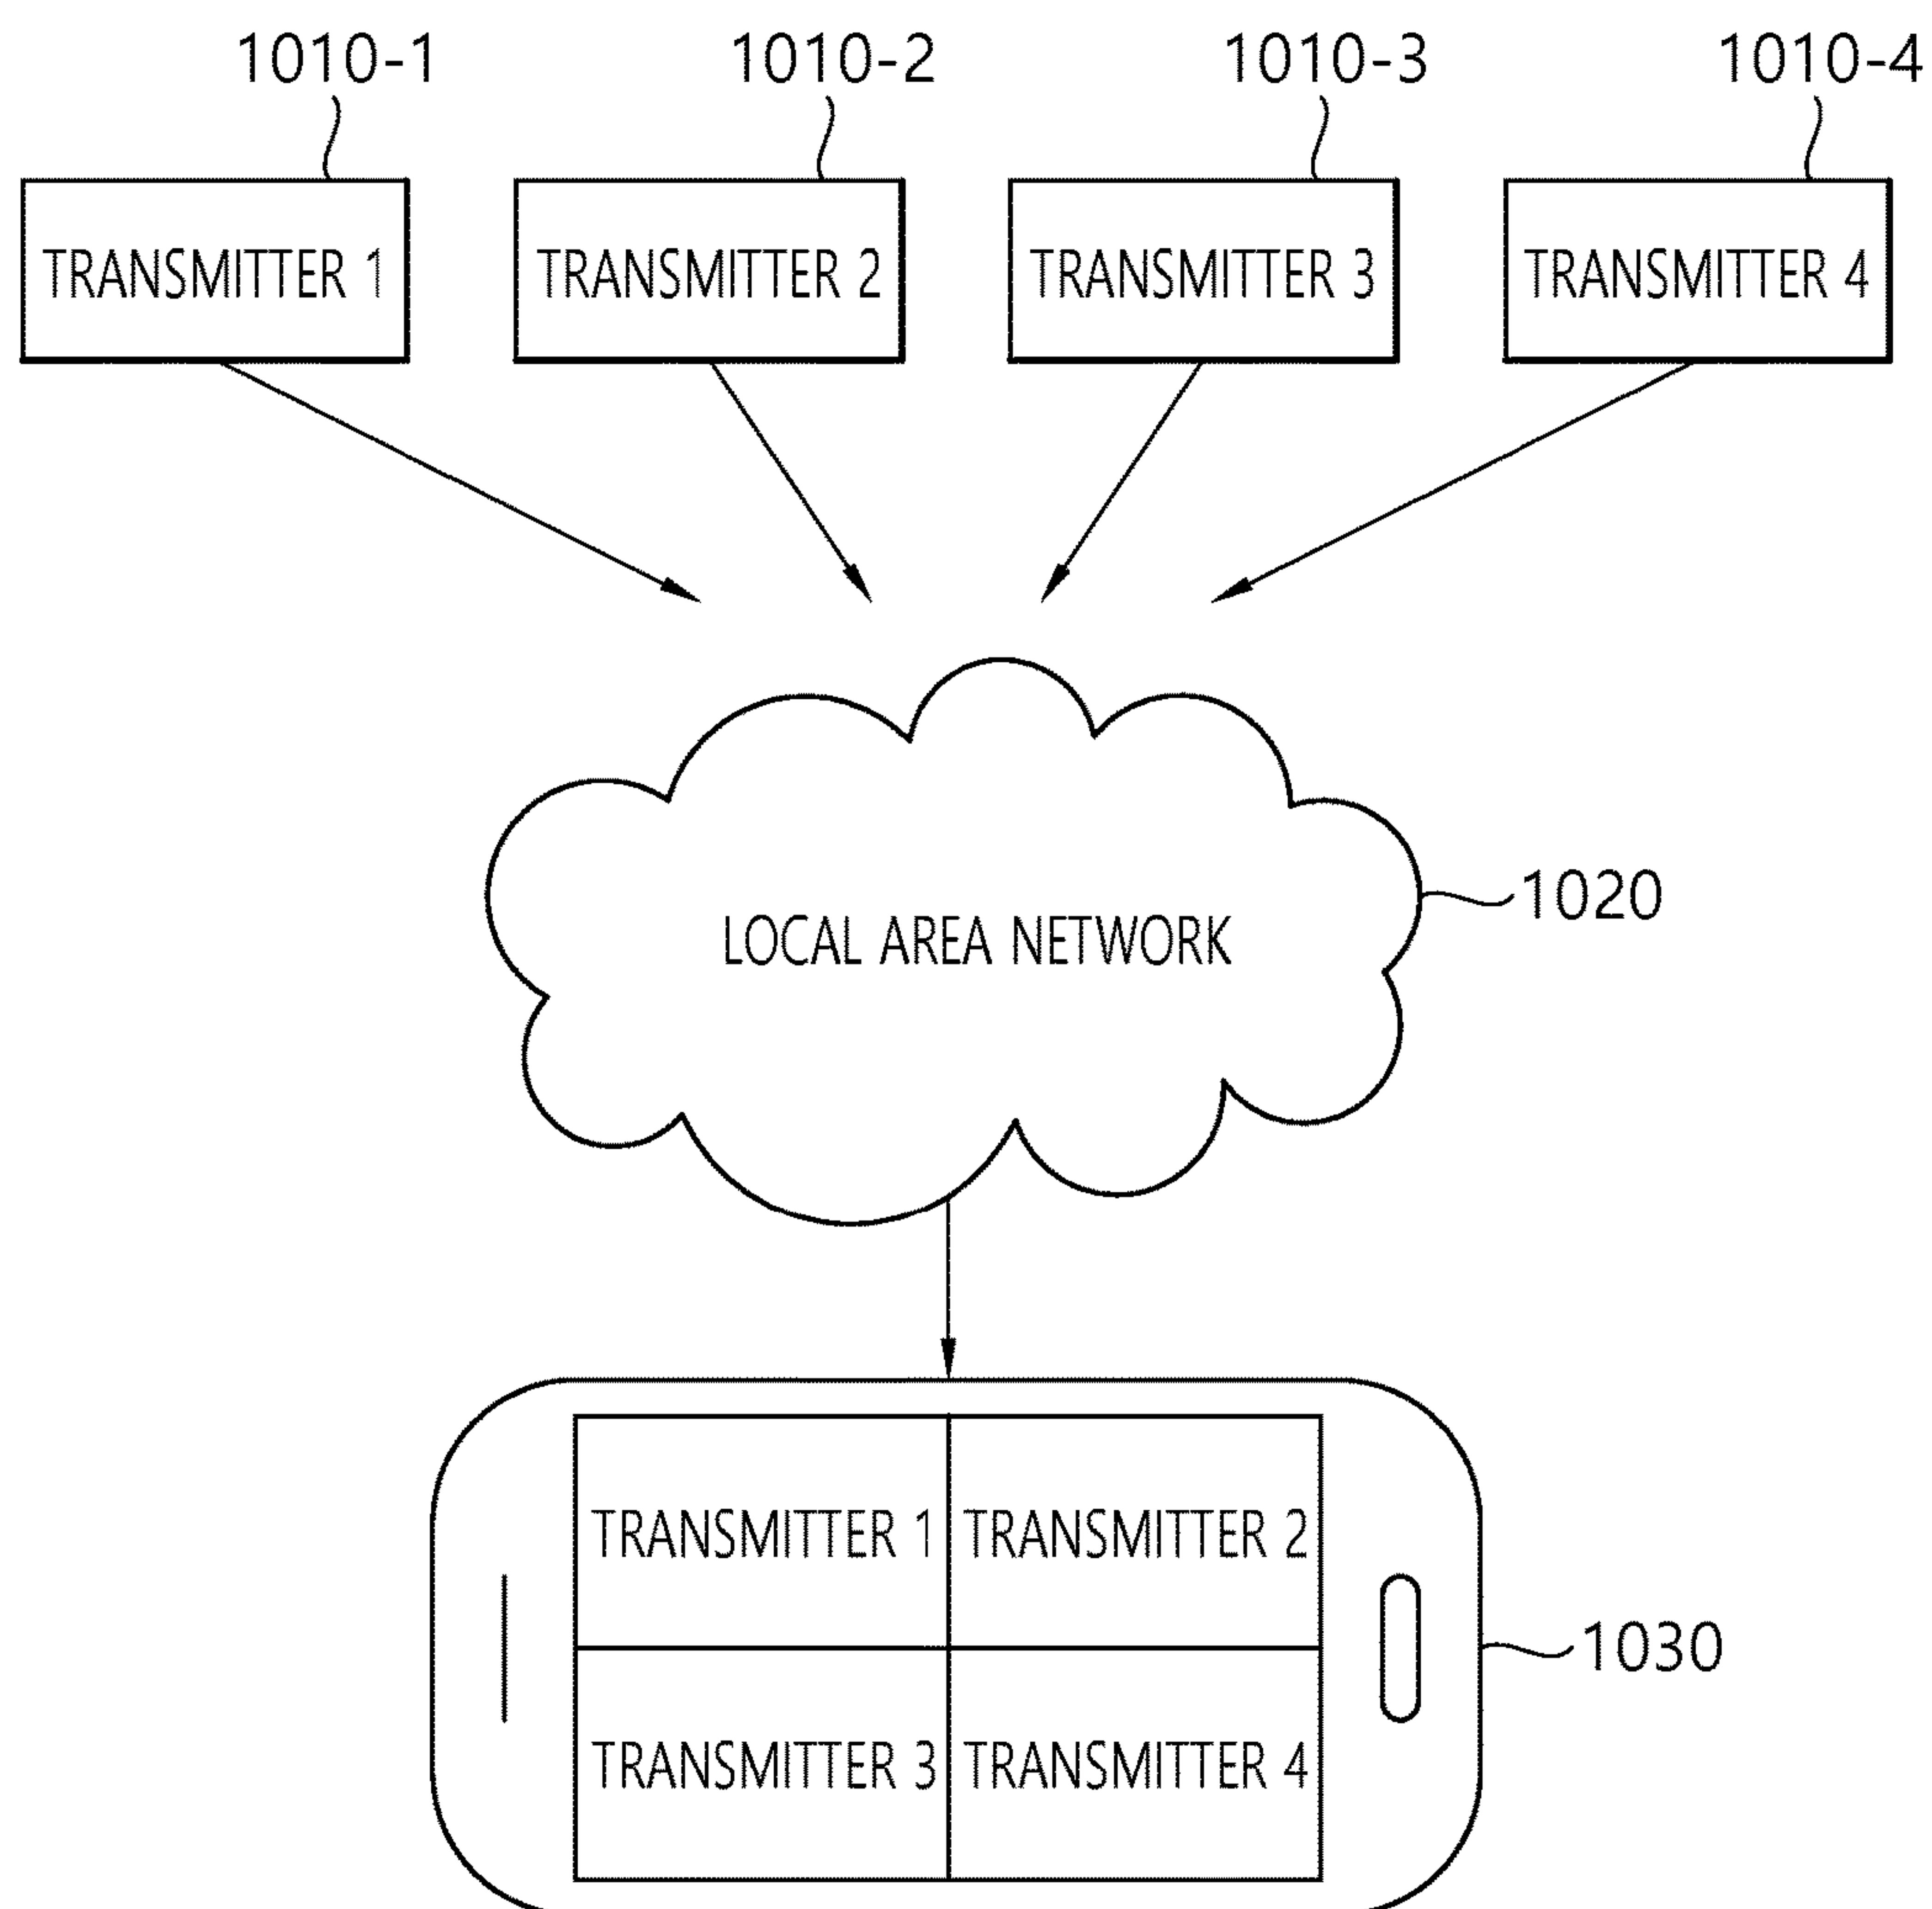 1010-1 1010-2 1010-3 1010-4
TRANSMITTER 1 TRANSMITTER 2 TRANSMITTER 3 TRANSMITTER 4
LOCAL AREA NETWORK
1020
TRANSMITTER 1 TRANSMITTER 2
1030
TRANSMITTER 3 TRANSMITTER 4